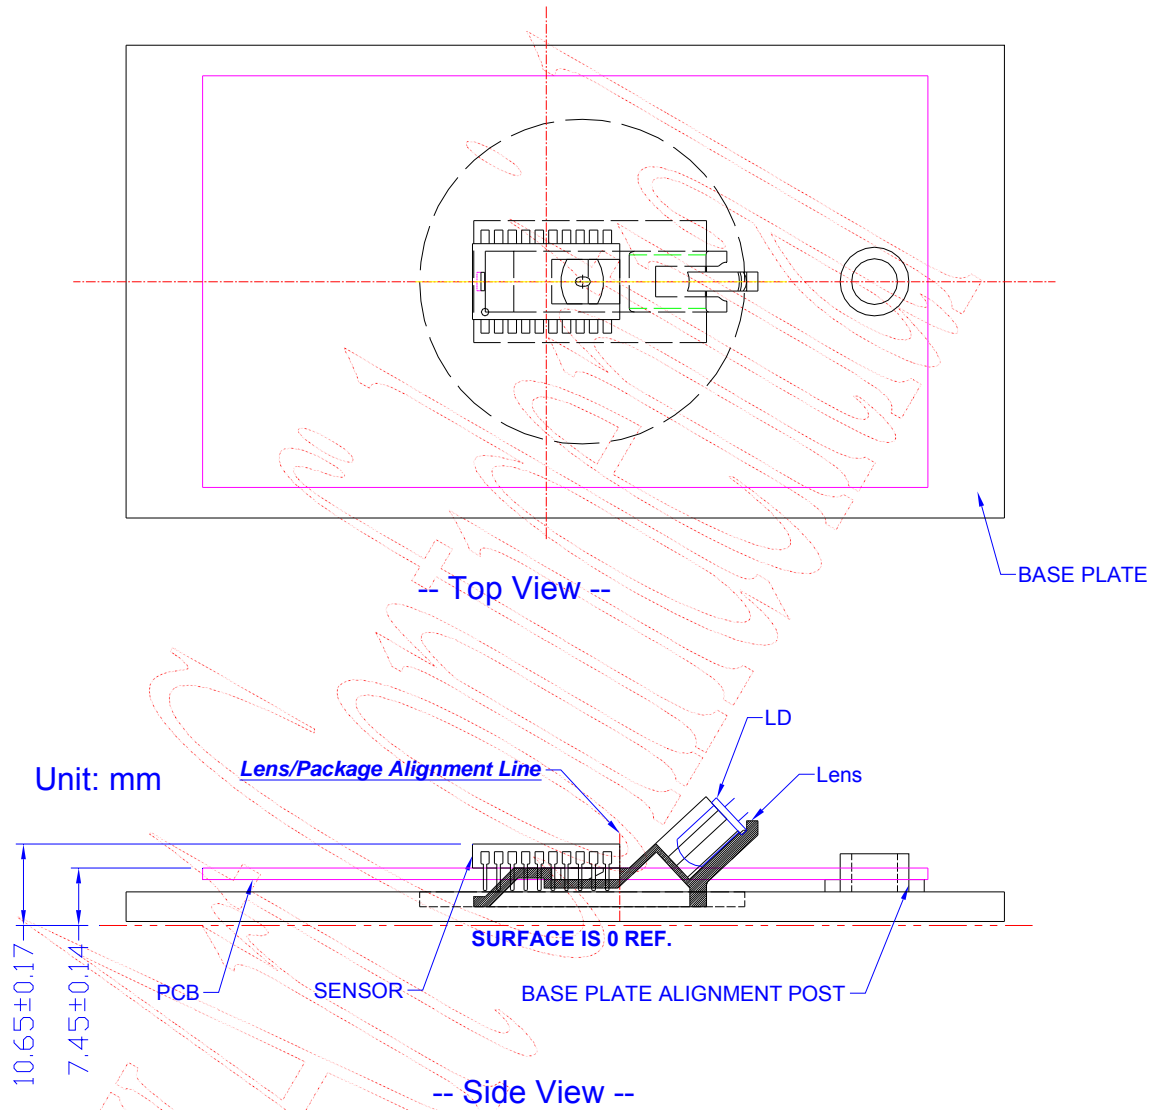 BASE PLATE
-- Top View --
LD
Lens/Package Alignment Line
Lens
Unit: mm
SURFACE IS 0 REF.
10.65±0.17
7.45±0.14
PCB
SENSOR
BASE PLATE ALIGNMENT POST
-- Side View --